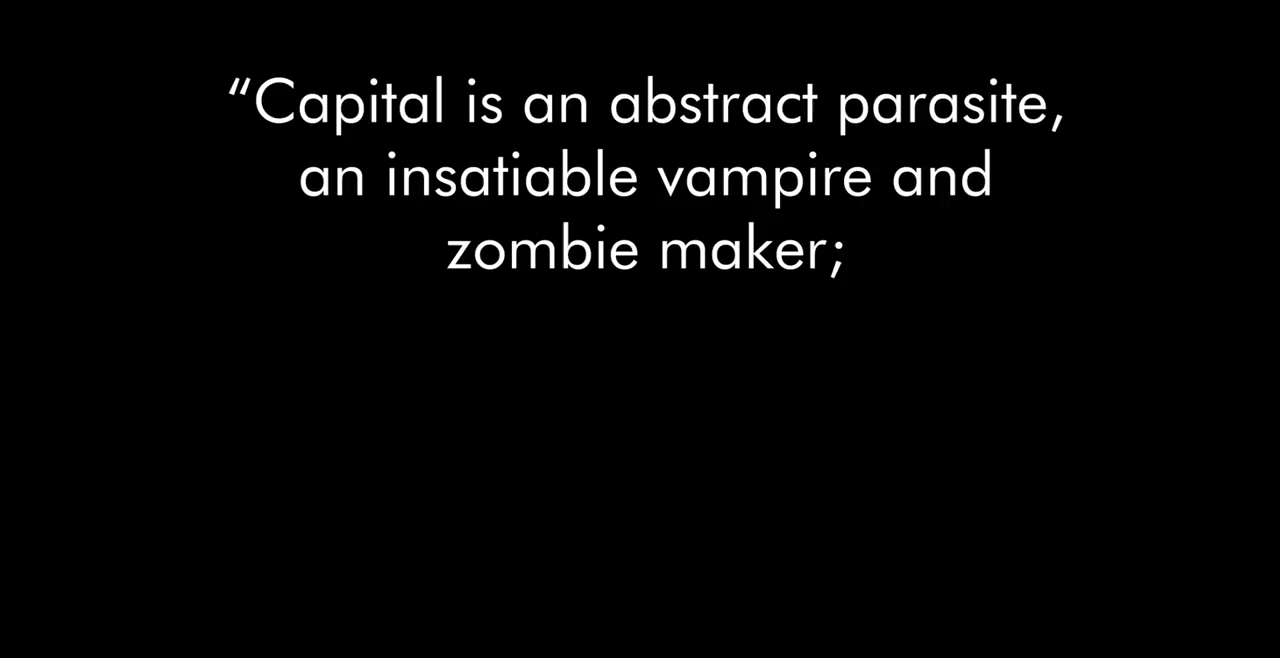 “Capital is an abstract parasite,
an insatiable vampire and
zombie maker;